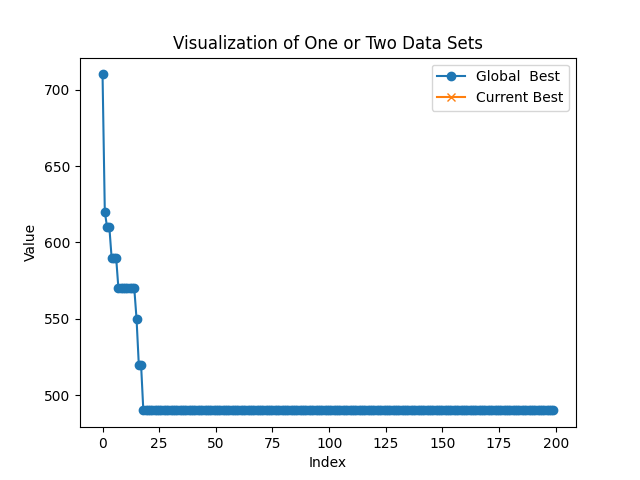 Visualization of One or Two Data Sets
Global  Best
Current Best
700
650
600
550
500
Value
0
25
50
75
100
125
150
175
200
Index